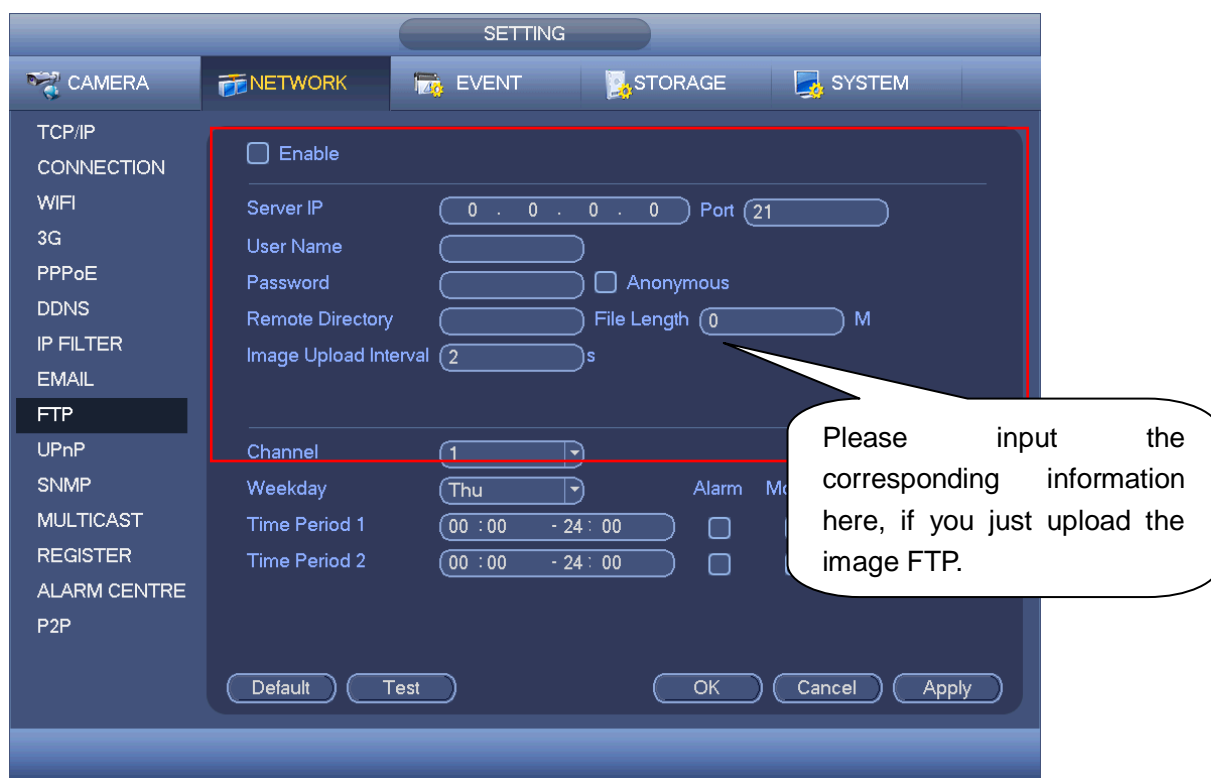 SETTING
CAMERA NETWORK EVENT STORAGE SYSTEM
TCP/IP
CONNECTION
WIFI
3G
PPPoE
DDNS
IP FILTER
EMAIL
FTP
UPnP
SNMP
MULTICAST
REGISTER
ALARM CENTRE
P2P
Enable
Server IP 0 . 0 . 0 . 0 Port 21
User Name
Password Anonymous
Remote Directory File Length 0 M
Image Upload Interval 2 s
Channel 1
Weekday Thu Alarm
Time Period 1 00 :00 - 24 : 00
Time Period 2 00 :00 - 24 : 00
Default Test OK Cancel Apply
Please input the
corresponding information
here, if you just upload the
image FTP.